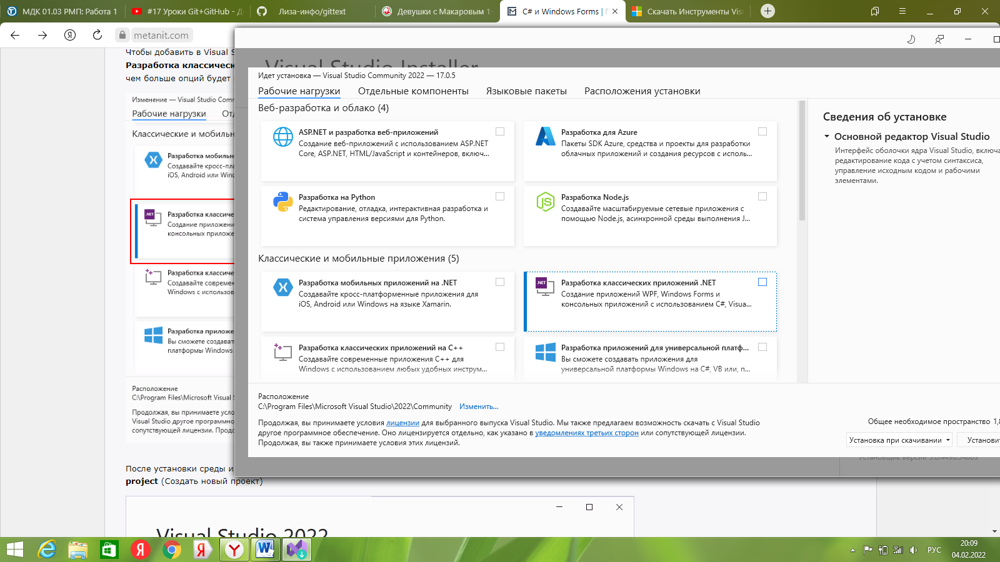 МДК 01.03 РМП: Работа 1
#17 Уроки Git+GitHub - Д
Лиза-инфо/gittext
Девушки с Макаровым 1-
C# и Windows Forms | Г
Скачать Инструменты Visu
metanit.com
Чтобы добавить в Visual S
Разработка классическ
чем больше опций будет
Изменение — Visual Studio Comm
Рабочие нагрузки
Отд
Классические и мобильн
Разработка мобильны
Создавайте кросс-пла
iOS, Android или Wind
Разработка классиче
Создание приложени
консольных приложе
Разработка классиче
Создавайте современ
Windows с использов
Разработка приложен
Вы сможете создават
платформы Windows
Расположение
C:\Program Files\Microsoft Visual S
Продолжая, вы принимаете усло
Visual Studio другое программно
сопутствующей лицензии. Продо
После установки среды и
project (Создать новый проект)
Visual Studio 2022
Visual Studio Installer
Идет установка — Visual Studio Community 2022 — 17.0.5
Рабочие нагрузки
Отдельные компоненты
Языковые пакеты
Расположения установки
Веб-разработка и облако (4)
ASP.NET и разработка веб-приложений
Создание веб-приложений с использованием ASP.NET
Core, ASP.NET, HTML/JavaScript и контейнеров, включ...
Разработка для Azure
Пакеты SDK Azure, средства и проекты для разработки
облачных приложений и создания ресурсов с исполь...
Разработка на Python
Редактирование, отладка, интерактивная разработка и
система управления версиями для Python.
Разработка Node.js
Создавайте масштабируемые сетевые приложения с
помощью Node.js, асинхронной среды выполнения J...
Классические и мобильные приложения (5)
Разработка мобильных приложений на .NET
Создавайте кросс-платформенные приложения для
iOS, Android или Windows на языке Xamarin.
Разработка классических приложений .NET
Создание приложений WPF, Windows Forms и
консольных приложений с использованием C#, Visua...
Разработка классических приложений на C++
Создавайте современные приложения C++ для
Windows с использованием любых удобных инструм...
Разработка приложений для универсальной платф...
Вы сможете создавать приложения для
универсальной платформы Windows на C#, VB или, п...
Сведения об установке
Основной редактор Visual Studio
Интерфейс оболочки ядра Visual Studio, включа
редактирование кода с учетом синтаксиса,
управление исходным кодом и рабочими
элементами.
Расположение
C:\Program Files\Microsoft Visual Studio\2022\Community
Изменить...
Продолжая, вы принимаете условия лицензии для выбранного выпуска Visual Studio. Мы также предлагаем возможность скачать с Visual Studio
другое программное обеспечение. Оно лицензируется отдельно, как указано в уведомлениях третьих сторон или сопутствующей лицензии.
Продолжая, вы также принимаете условия этих лицензий.
Общее необходимое пространство 1,8
Установка при скачивании
Установит
РУС
20:09
04.02.2022